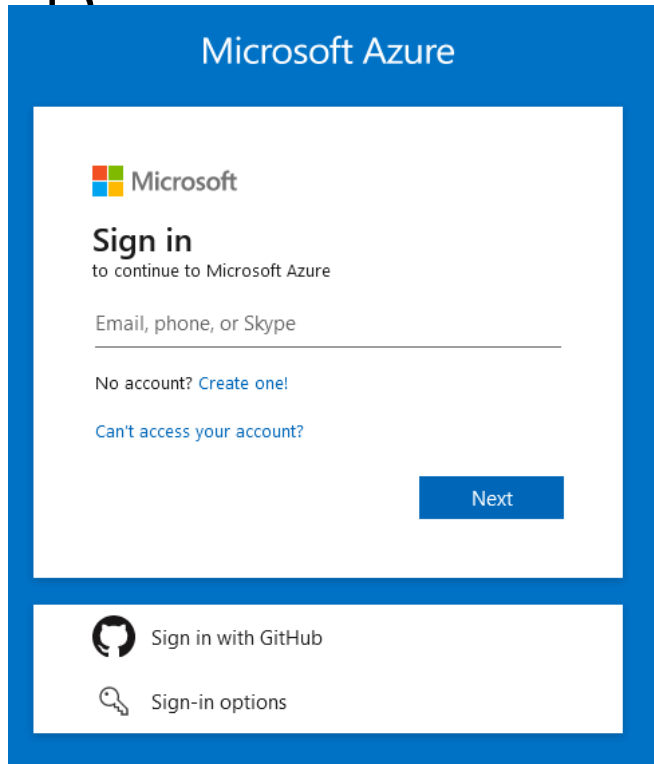 Microsoft Azure
Microsoft
Sign in
to continue to Microsoft Azure
Email, phone, or Skype
No account? Create one!
Can't access your account?
Next
Sign in with GitHub
Sign-in options